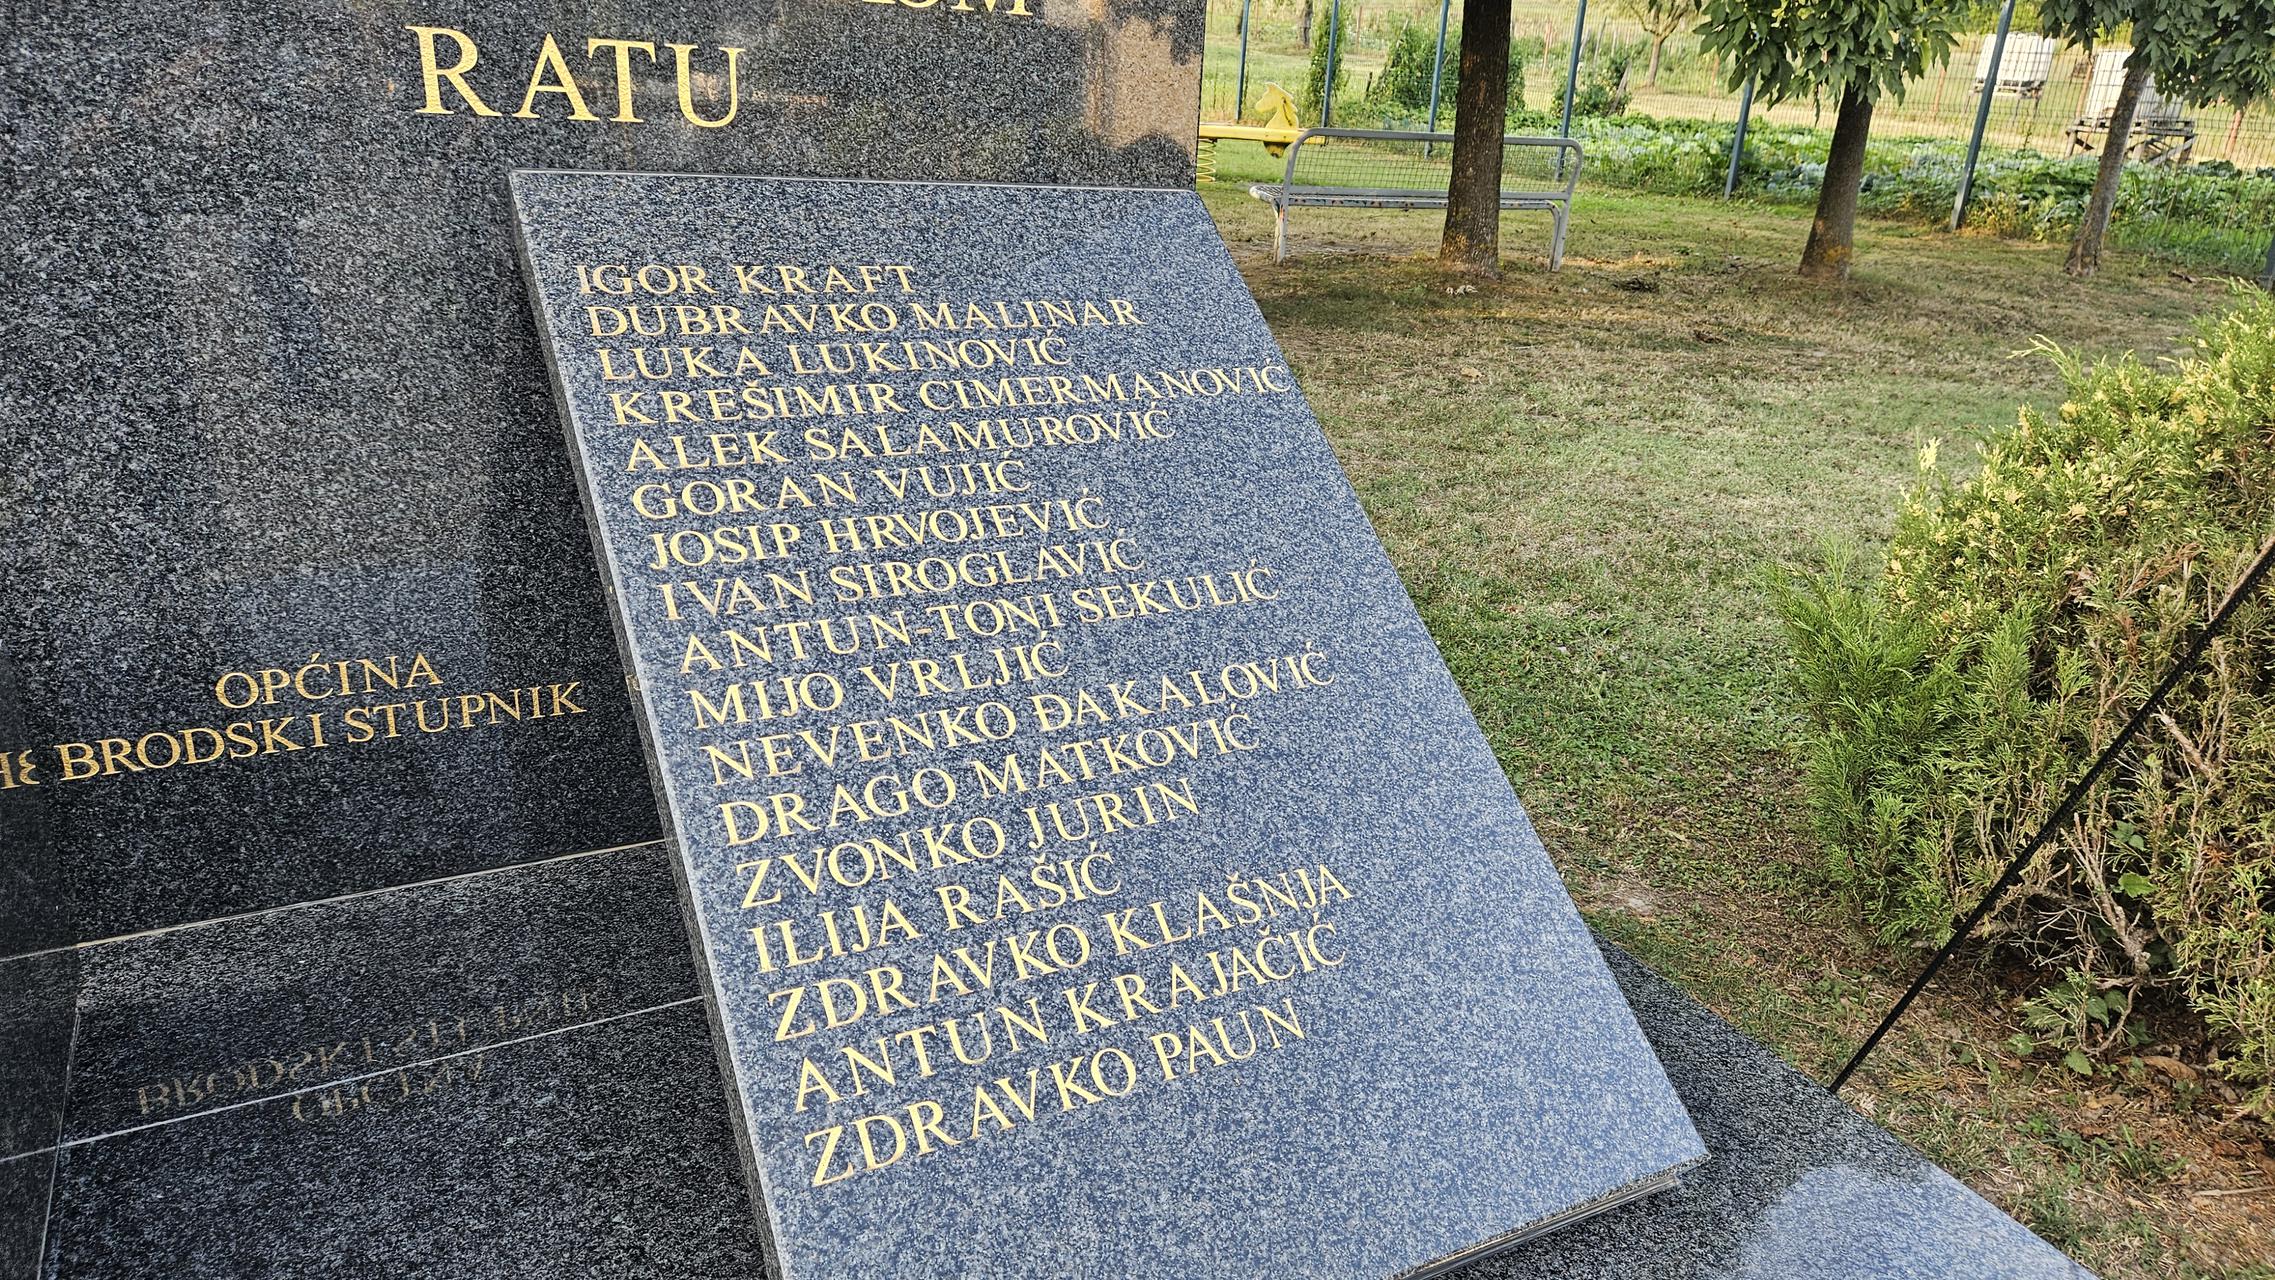 RATU
IGOR KRAFT
DUBRAVKO MALINAR
LUKA LUKINOVIĆ
KREŠIMIR CIMERMANOVIĆ
ALEK SALAMUROVIĆ
GORAN VUJIĆ
JOSIP HRVOJEVIĆ
IVAN SIROGLAVIĆ
ANTUN-TONI SEKULIĆ
MIJO VRLJIĆ
NEVENKO ĐAKALOVIĆ
DRAGO MATKOVIĆ
ZVONKO JURIN
ILIJA RAŠIĆ
ZDRAVKO KLAŠNJA
ANTUN KRAJAČIĆ
ZDRAVKO PAUN
OPĆINA
BRODSKI STUPNIK